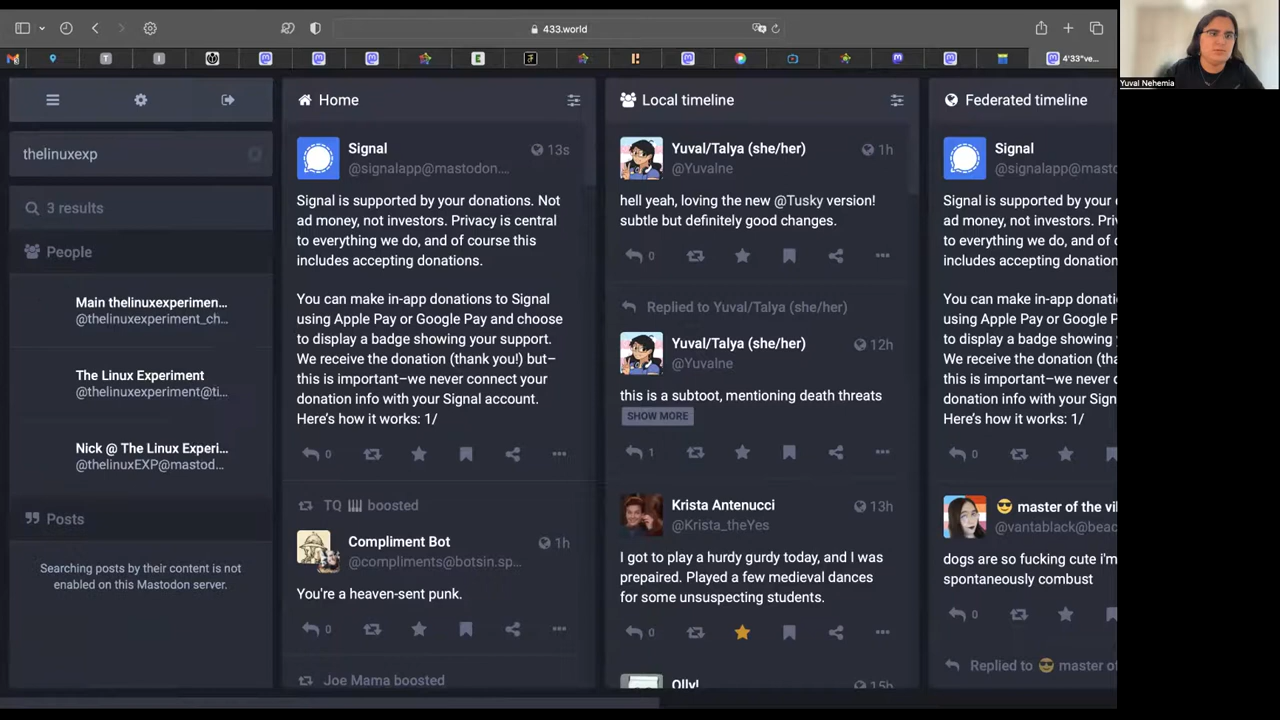 433.world
4'33"ve...
Yuval Nehemia
thelinuxexp
3 results
People
Main thelinuxexperimen...
@thelinuxexperiment_ch...
The Linux Experiment
@thelinuxexperiment@ti...
Nick @ The Linux Experi...
@thelinuxEXP@mastod...
Posts
Searching posts by their content is not
enabled on this Mastodon server.
Home
Signal
13s
@signalapp@mastodon....
Signal is supported by your donations. Not
ad money, not investors. Privacy is central
to everything we do, and of course this
includes accepting donations.
You can make in-app donations to Signal
using Apple Pay or Google Pay and choose
to display a badge showing your support.
We receive the donation (thank you!) but–
this is important–we never connect your
donation info with your Signal account.
Here's how it works: 1/
0
TQ boosted
Compliment Bot
1h
@compliments@botsin.sp...
You're a heaven-sent punk.
0
Joe Mama boosted
Local timeline
Yuval/Talya (she/her)
1h
@Yuvalne
hell yeah, loving the new @Tusky version!
subtle but definitely good changes.
0
Replied to Yuval/Talya (she/her)
Yuval/Talya (she/her)
12h
@Yuvalne
this is a subtoot, mentioning death threats
SHOW MORE
1
Krista Antenucci
13h
@Krista_theYes
I got to play a hurdy gurdy today, and I was
prepaired. Played a few medieval dances
for some unsuspecting students.
0
Olly!
15h
Federated timeline
Signal
@signalapp@mastodon....
Signal is supported by your
ad money, not investors. Pri
to everything we do, and of c
includes accepting donation
You can make in-app donati
using Apple Pay or Google P
to display a badge showing
We receive the donation (tha
this is important–we never c
donation info with your Sign
Here's how it works: 1/
0
master of the vi
@vantablack@beac
dogs are so fucking cute i'm
spontaneously combust
0
Replied to master of